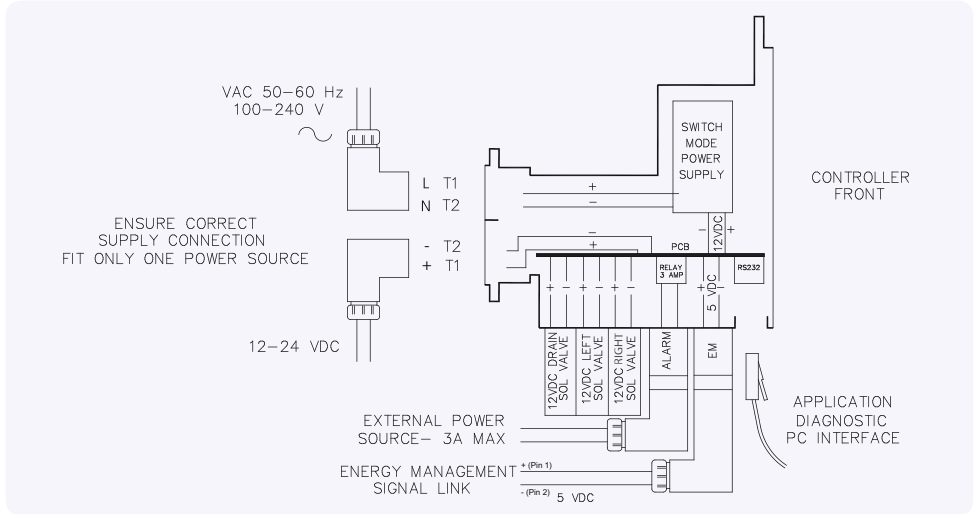 VAC 50-60 Hz
100-240 V
L T1
N T2
ENSURE CORRECT
SUPPLY CONNECTION
FIT ONLY ONE POWER SOURCE
- T2
+ T1
12-24 VDC
SWITCH
MODE
POWER
SUPPLY
CONTROLLER
FRONT
+
-
- 12VDC +
-
+
PCB
RELAY
3 AMP
RS232
+ - + - + -
+ 5 VDC -
12VDC DRAIN
SOL VALVE
12VDC LEFT
SOL VALVE
12VDC RIGHT
SOL VALVE
ALARM
EM
EXTERNAL POWER
SOURCE- 3A MAX
ENERGY MANAGEMENT
SIGNAL LINK
+ (Pin 1)
- (Pin 2) 5 VDC
APPLICATION
DIAGNOSTIC
PC INTERFACE